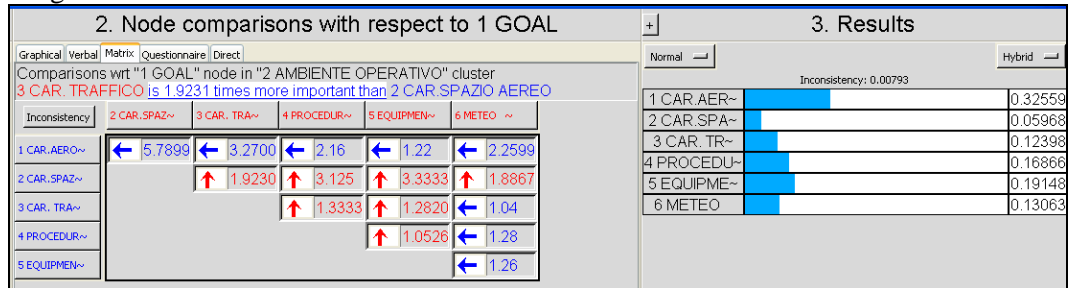 2. Node comparisons with respect to 1 GOAL
Graphical Verbal Matrix Questionnaire Direct
Comparisons wrt "1 GOAL" node in "2 AMBIENTE OPERATIVO" cluster
3 CAR. TRAFFICO is 1.9231 times more important than 2 CAR.SPAZIO AEREO
Inconsistency 2 CAR.SPAZ~ 3 CAR. TRA~ 4 PROCEDUR~ 5 EQUIPMEN~ 6 METEO ~
1 CAR.AERO~ 5.7899 3.2700 2.16 1.22 2.2599
2 CAR.SPAZ~ 1.9230 3.125 3.3333 1.8867
3 CAR. TRA~ 1.3333 1.2820 1.04
4 PROCEDUR~ 1.0526 1.28
5 EQUIPMEN~ 1.26
+ 3. Results
Normal Hybrid
Inconsistency: 0.00793
1 CAR.AER~ 0.32559
2 CAR.SPA~ 0.05968
3 CAR. TR~ 0.12398
4 PROCEDU~ 0.16866
5 EQUIPME~ 0.19148
6 METEO 0.13063